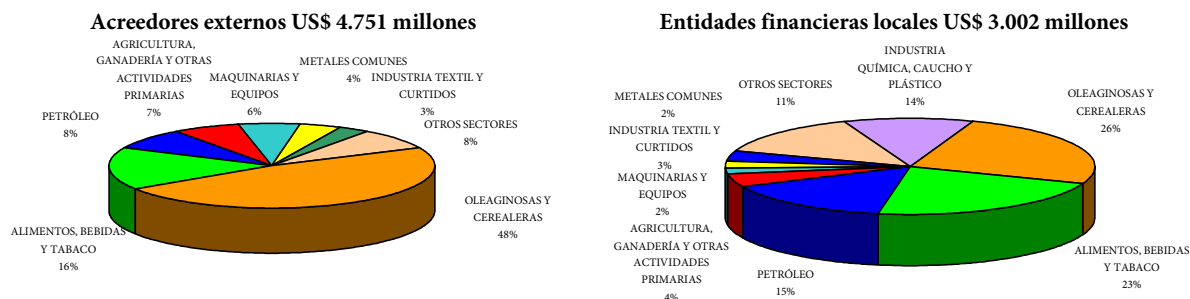 Acreedores externos US$ 4.751 millones
AGRICULTURA,
GANADERÍA Y OTRAS
ACTIVIDADES
PRIMARIAS
7%
MAQUINARIAS Y
EQUIPOS
6%
METALES COMUNES
4%
INDUSTRIA TEXTIL Y
CURTIDOS
3%
OTROS SECTORES
8%
PETRÓLEO
8%
OLEAGINOSAS Y
CEREALERAS
48%
ALIMENTOS, BEBIDAS
Y TABACO
16%
Entidades financieras locales US$ 3.002 millones
INDUSTRIA
QUÍMICA, CAUCHO Y
PLÁSTICO
14%
OTROS SECTORES
11%
OLEAGINOSAS Y
CEREALERAS
26%
METALES COMUNES
2%
INDUSTRIA TEXTIL Y
CURTIDOS
3%
MAQUINARIAS Y
EQUIPOS
2%
AGRICULTURA,
GANADERÍA Y OTRAS
ACTIVIDADES
PRIMARIAS
4%
PETRÓLEO
15%
ALIMENTOS, BEBIDAS
Y TABACO
23%